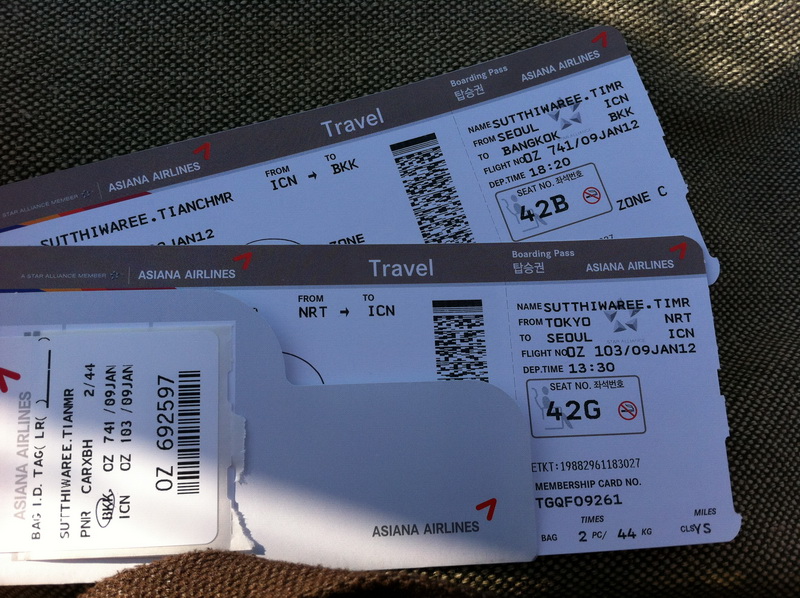 Travel
Boarding Pass
탑승권
ASIANA AIRLINES
A STAR ALLIANCE MEMBER
ASIANA AIRLINES
FROM TO
ICN → BKK
SUTTHIWAREE.TIANCHMR
JAN12
ZONE
NAME SUTTHIWAREE.TIMR
FROM SEOUL ICN
TO BANGKOK BKK
FLIGHT NO OZ 741/09JAN12
DEP.TIME 18:20
SEAT NO. 좌석번호
42B
ZONE C
A STAR ALLIANCE MEMBER
ASIANA AIRLINES
Travel
Boarding Pass
탑승권
ASIANA AIRLINES
FROM TO
NRT → ICN
NAME SUTTHIWAREE.TIMR
FROM TOKYO NRT
TO SEOUL ICN
FLIGHT NO OZ 103/09JAN12
DEP.TIME 13:30
SEAT NO. 좌석번호
42G
ETKT:19882961183027
MEMBERSHIP CARD NO.
TGQF09261
TIMES MILES
BAG 2 PC/ 44 KG CLS YS
ASIANA AIRLINES
ASIANA AIRLINES
BAG I.D. TAG( LR( )
SUTTHIWAREE.TIANMR
PNR CARXBH 2/44
BKK OZ 741/09JAN
ICN OZ 103/09JAN
OZ 692597